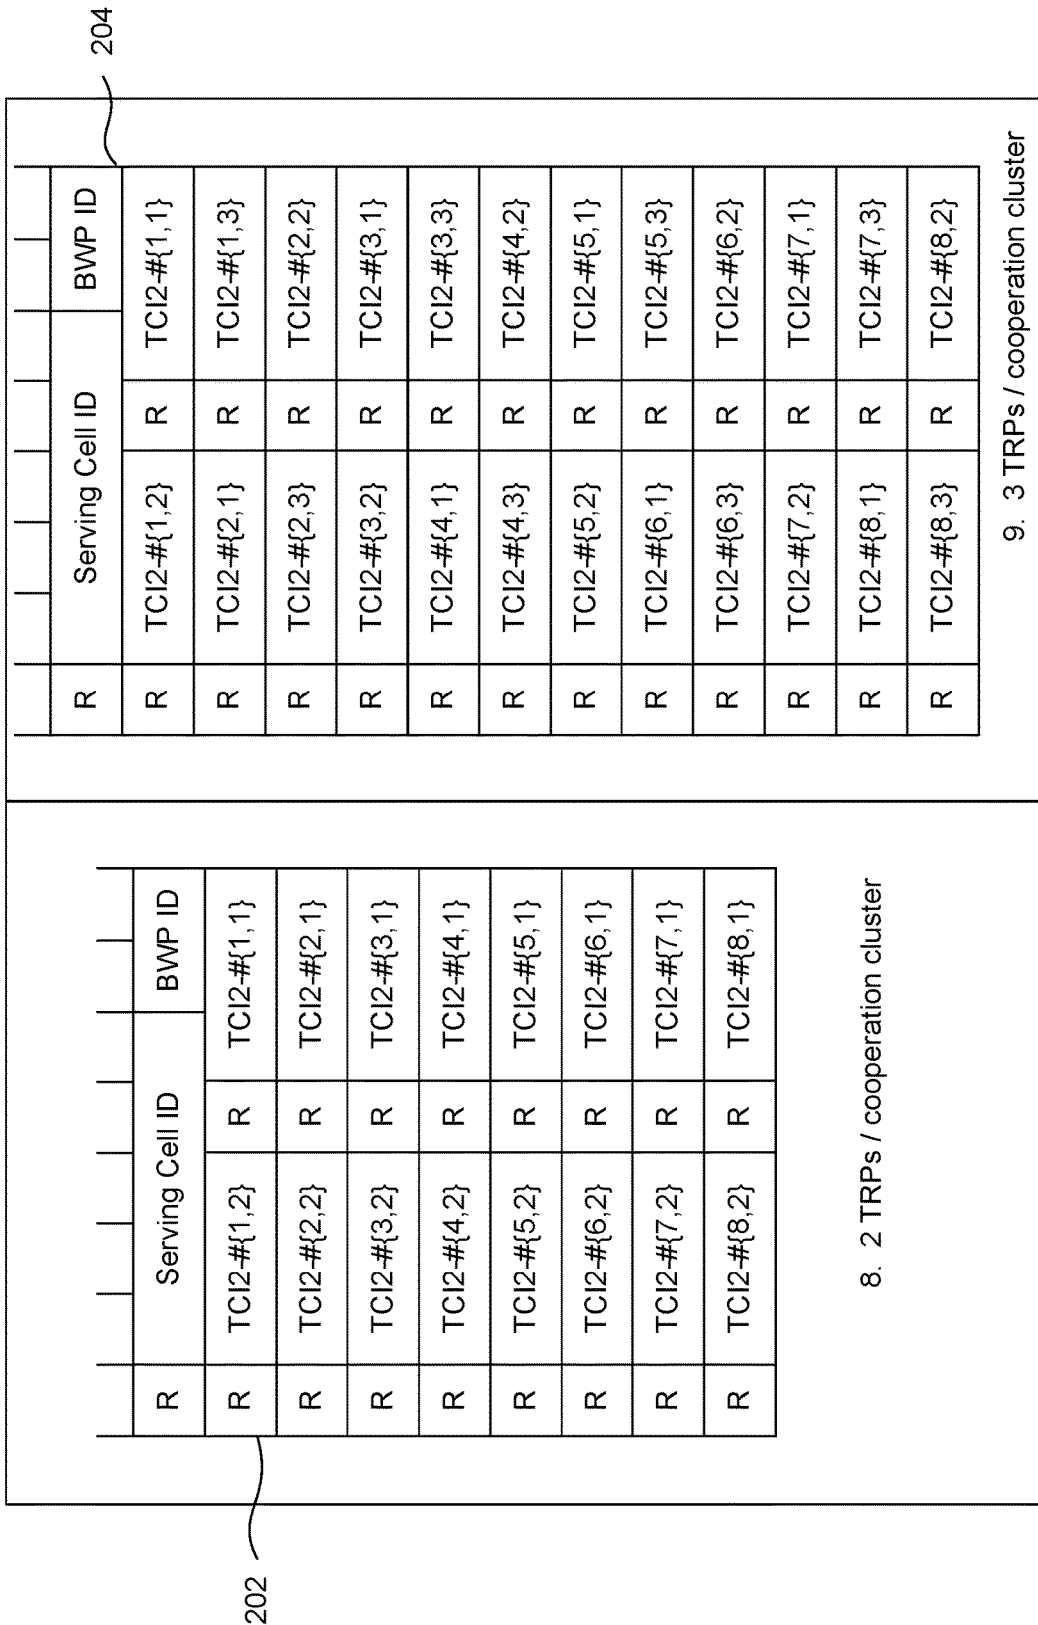 202
R Serving Cell ID BWP ID
R TCI2-#{1,2} R TCI2-#{1,1}
R TCI2-#{2,2} R TCI2-#{2,1}
R TCI2-#{3,2} R TCI2-#{3,1}
R TCI2-#{4,2} R TCI2-#{4,1}
R TCI2-#{5,2} R TCI2-#{5,1}
R TCI2-#{6,2} R TCI2-#{6,1}
R TCI2-#{7,2} R TCI2-#{7,1}
R TCI2-#{8,2} R TCI2-#{8,1}
8. 2 TRPs / cooperation cluster
204
R Serving Cell ID BWP ID
R TCI2-#{1,2} R TCI2-#{1,1}
R TCI2-#{2,1} R TCI2-#{1,3}
R TCI2-#{2,3} R TCI2-#{2,2}
R TCI2-#{3,2} R TCI2-#{3,1}
R TCI2-#{4,1} R TCI2-#{3,3}
R TCI2-#{4,3} R TCI2-#{4,2}
R TCI2-#{5,2} R TCI2-#{5,1}
R TCI2-#{6,1} R TCI2-#{5,3}
R TCI2-#{6,3} R TCI2-#{6,2}
R TCI2-#{7,2} R TCI2-#{7,1}
R TCI2-#{8,1} R TCI2-#{7,3}
R TCI2-#{8,3} R TCI2-#{8,2}
9. 3 TRPs / cooperation cluster